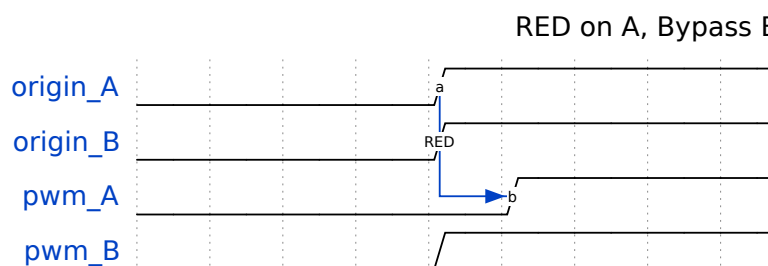 RED on A, Bypass
origin_A
a
origin_B
RED
pwm_A
b
pwm_B